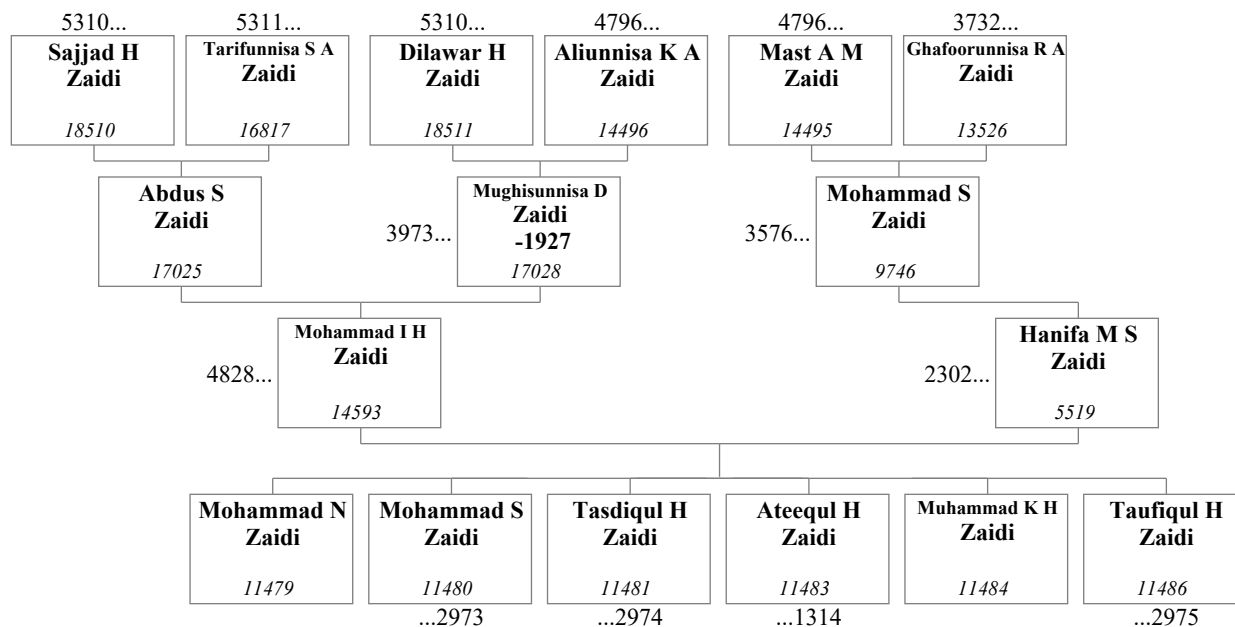 5310...
5311...
5310...
4796...
4796...
3732...
Sajjad H
Zaidi
18510
Tarifunnisa S A
Zaidi
16817
Dilawar H
Zaidi
18511
Aliunnisa K A
Zaidi
14496
Mast A M
Zaidi
14495
Ghafoorunnisa R A
Zaidi
13526
Abdus S
Zaidi
17025
3973...
Mughisunnisa D
Zaidi
-1927
17028
3576...
Mohammad S
Zaidi
9746
4828...
Mohammad I H
Zaidi
14593
2302...
Hanifa M S
Zaidi
5519
Mohammad N
Zaidi
11479
Mohammad S
Zaidi
11480
...2973
Tasdiqul H
Zaidi
11481
...2974
Ateequl H
Zaidi
11483
...1314
Muhammad K H
Zaidi
11484
Taufiqul H
Zaidi
11486
...2975